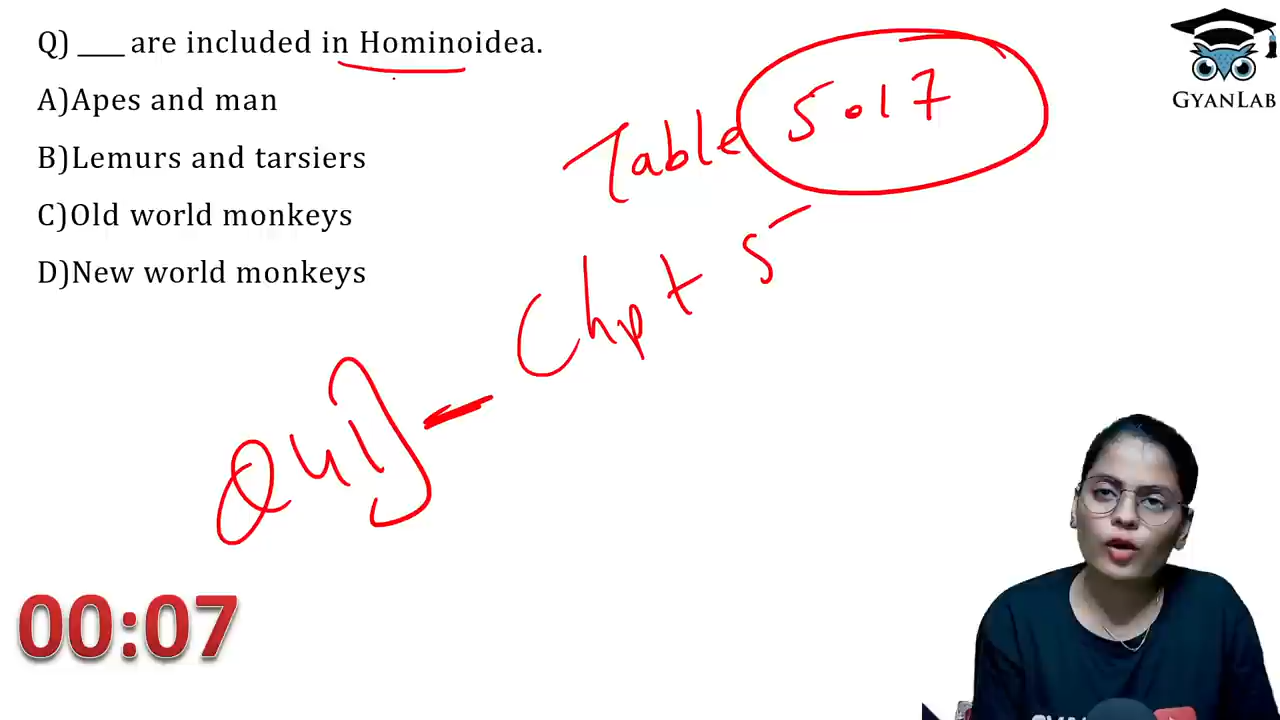 Q) ___ are included in Hominoidea.
A)Apes and man
B)Lemurs and tarsiers
C)Old world monkeys
D)New world monkeys
Table 5.17
Chpt 5
Quiz -
00:07
GYANLAB